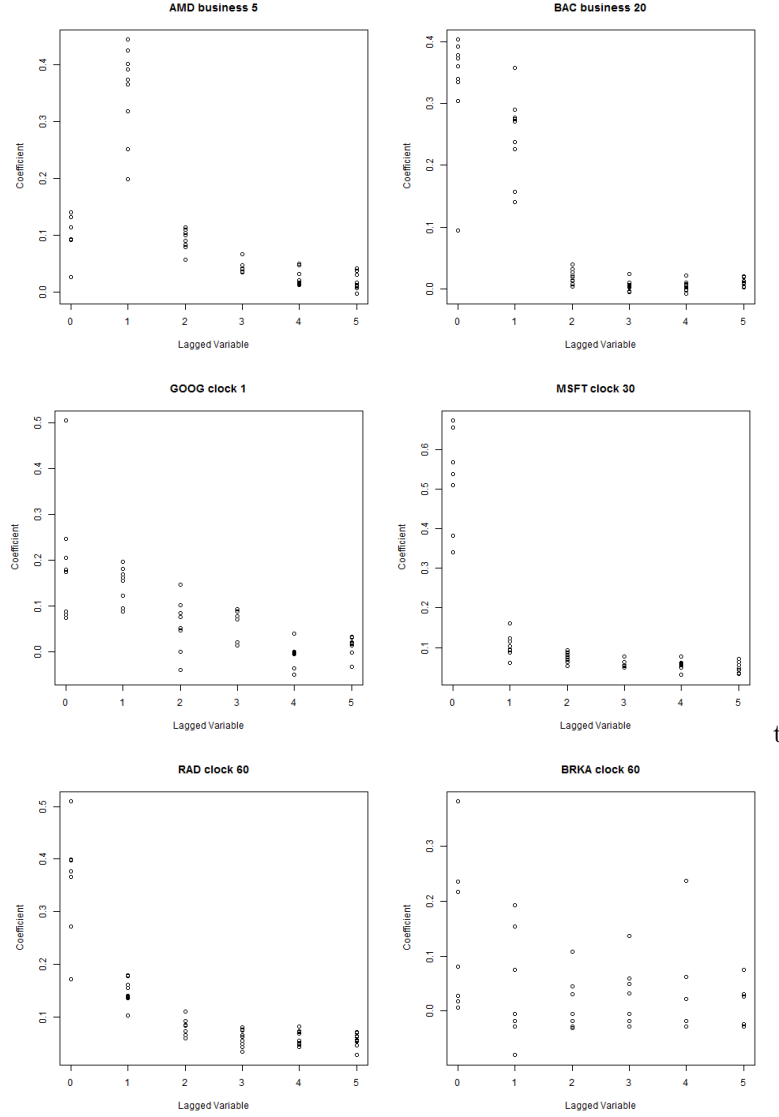 AMD business 5
Coefficient
0.4
0.3
0.2
0.1
0.0
0 1 2 3 4 5
Lagged Variable
BAC business 20
Coefficient
0.4
0.3
0.2
0.1
0.0
0 1 2 3 4 5
Lagged Variable
GOOG clock 1
Coefficient
0.5
0.4
0.3
0.2
0.1
0.0
0 1 2 3 4 5
Lagged Variable
MSFT clock 30
Coefficient
0.6
0.5
0.4
0.3
0.2
0.1
0 1 2 3 4 5
Lagged Variable
t
RAD clock 60
Coefficient
0.5
0.4
0.3
0.2
0.1
0 1 2 3 4 5
Lagged Variable
BRKA clock 60
Coefficient
0.3
0.2
0.1
0.0
0 1 2 3 4 5
Lagged Variable